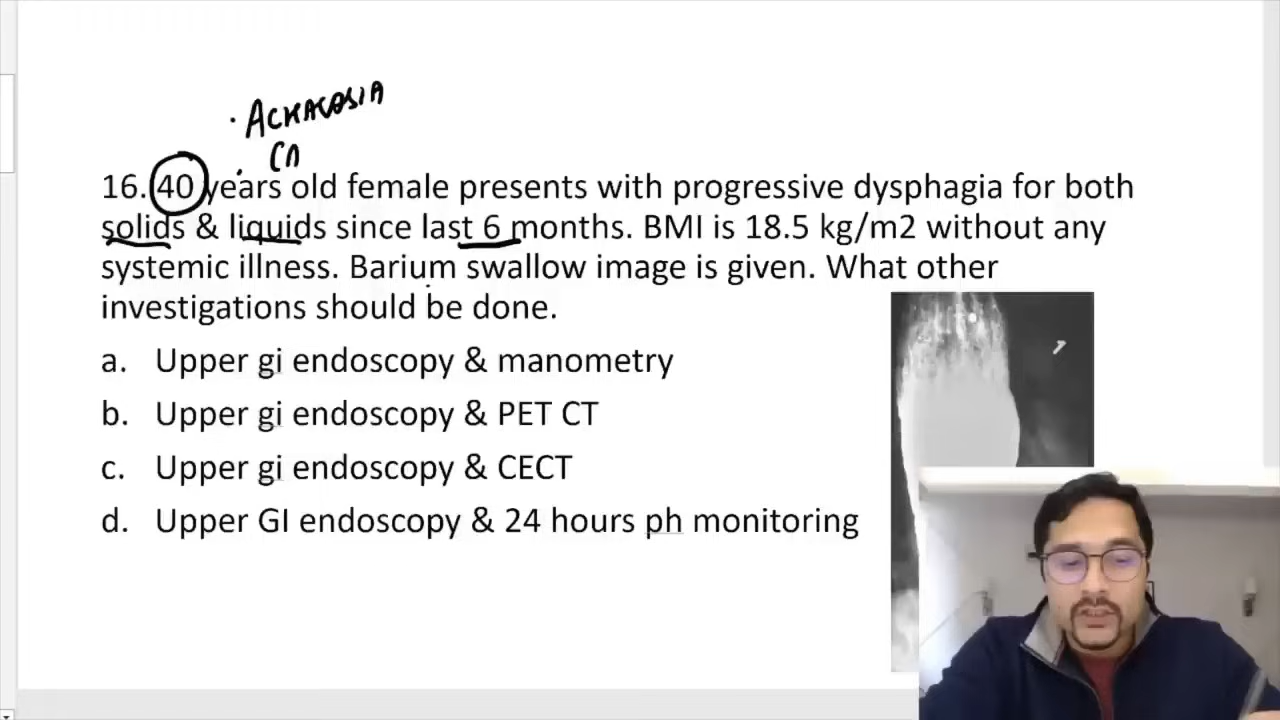 · ACHALASIA
· CA
16. 40 years old female presents with progressive dysphagia for both
solids & liquids since last 6 months. BMI is 18.5 kg/m2 without any
systemic illness. Barium swallow image is given. What other
investigations should be done.
a. Upper gi endoscopy & manometry
b. Upper gi endoscopy & PET CT
c. Upper gi endoscopy & CECT
d. Upper GI endoscopy & 24 hours ph monitoring